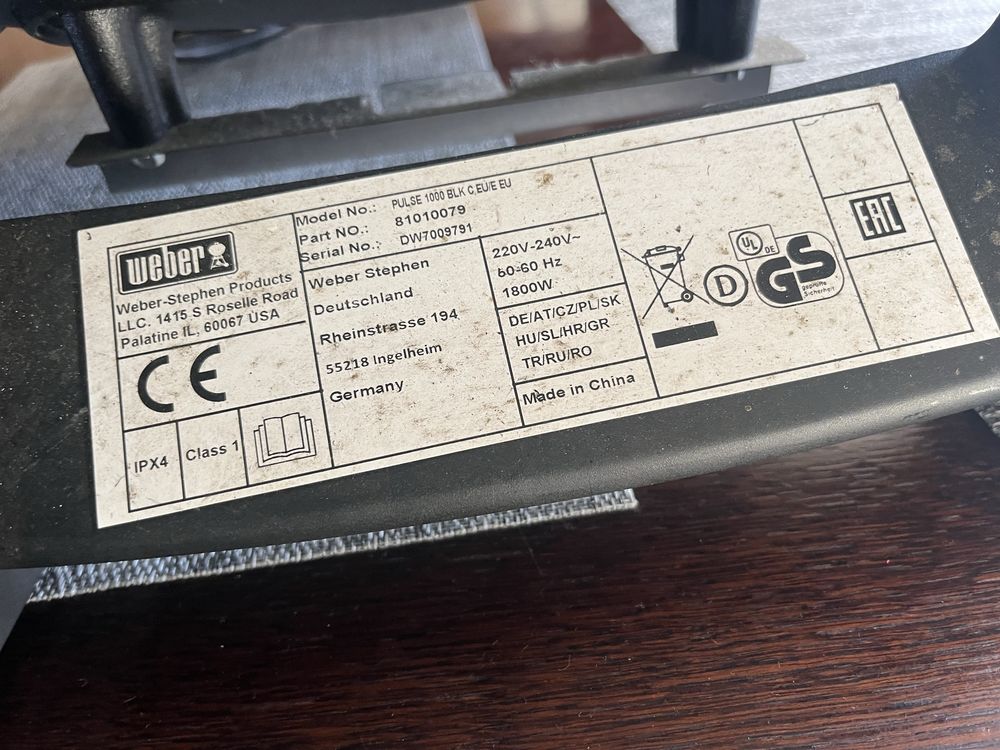 weber
Weber-Stephen Products
LLC. 1415 S Roselle Road
Palatine IL, 60067 USA
CE
IPX4
Class 1
Model No.: PULSE 1000 BLK C,EU/E EU
Part NO.: 81010079
Serial No.: DW7009791
Weber Stephen
Deutschland
Rheinstrasse 194
55218 Ingelheim
Germany
220V-240V~
60-60 Hz
1800W
DE/AT/CZ/PL/SK
HU/SL/HR/GR
TR/RU/RO
Made in China
D
UL
DE
GS
geprüfte
Sicherheit
EAC